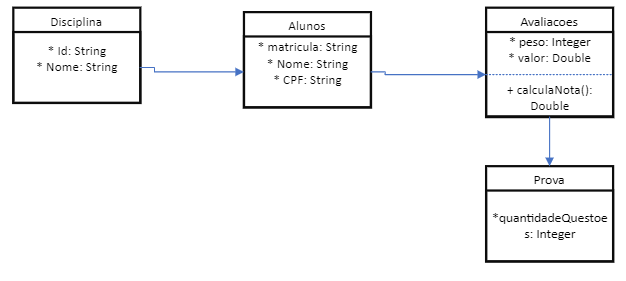 Disciplina
* Id: String
* Nome: String
Alunos
* matricula: String
* Nome: String
* CPF: String
Avaliacoes
* peso: Integer
* valor: Double
+ calculaNota():
Double
Prova
*quantidadeQuestoe
s: Integer